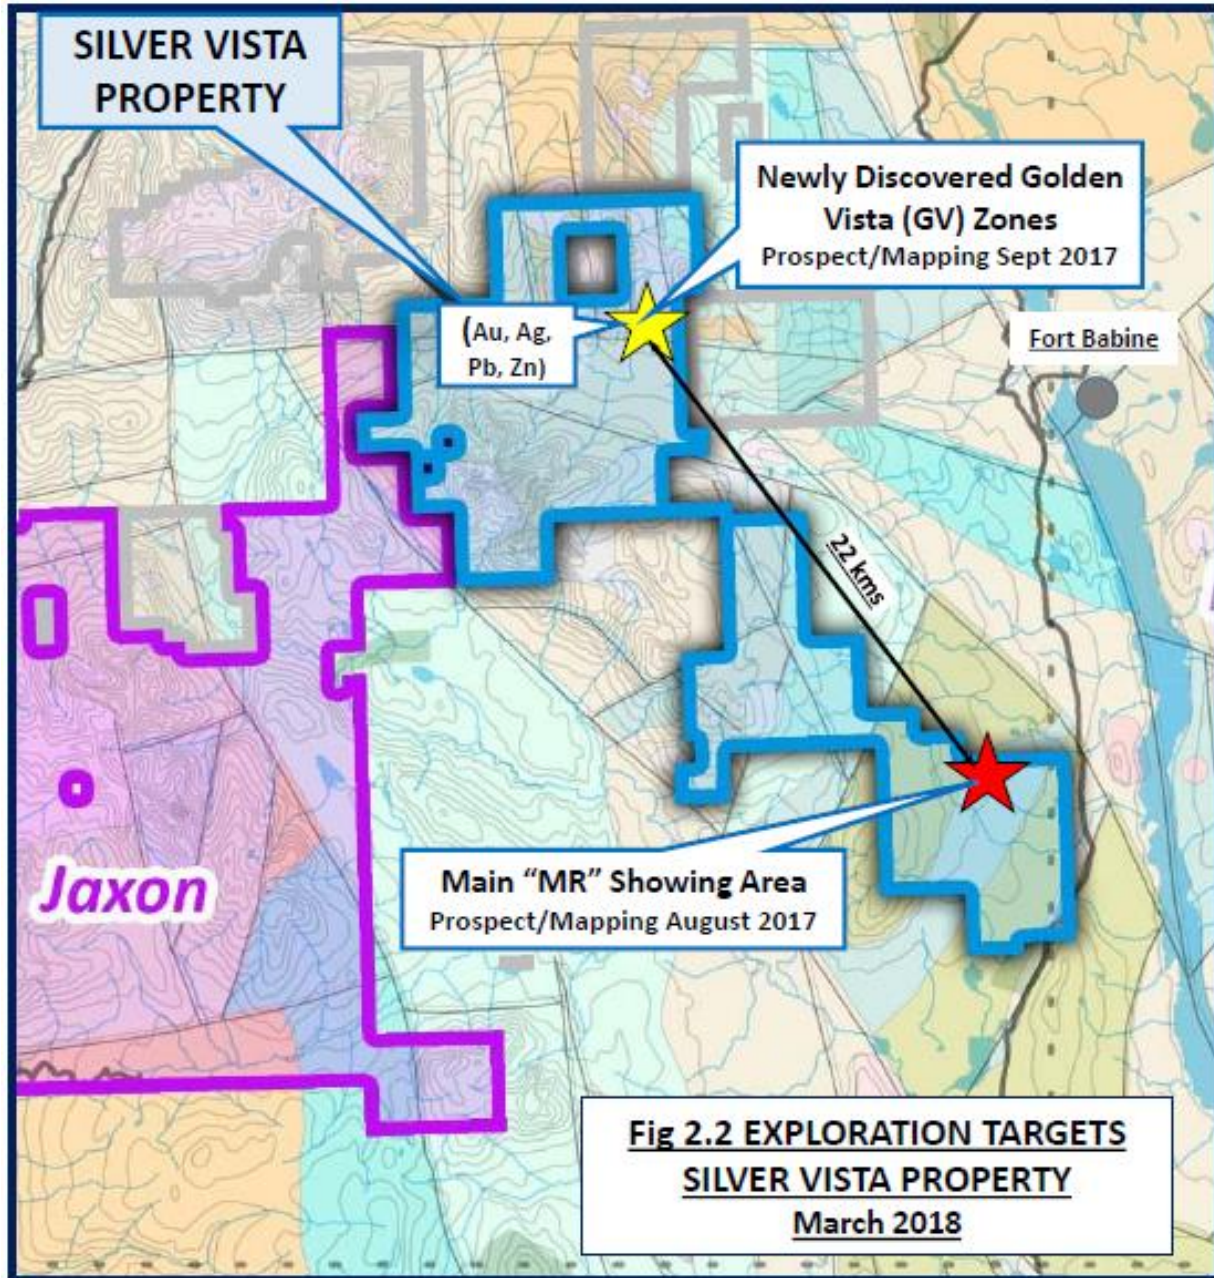 SILVER VISTA
PROPERTY
Newly Discovered Golden
Vista (GV) Zones
Prospect/Mapping Sept 2017
(Au, Ag,
Pb, Zn)
Fort Babine
22 kms
Main “MR” Showing Area
Prospect/Mapping August 2017
Jaxon
Fig 2.2 EXPLORATION TARGETS
SILVER VISTA PROPERTY
March 2018